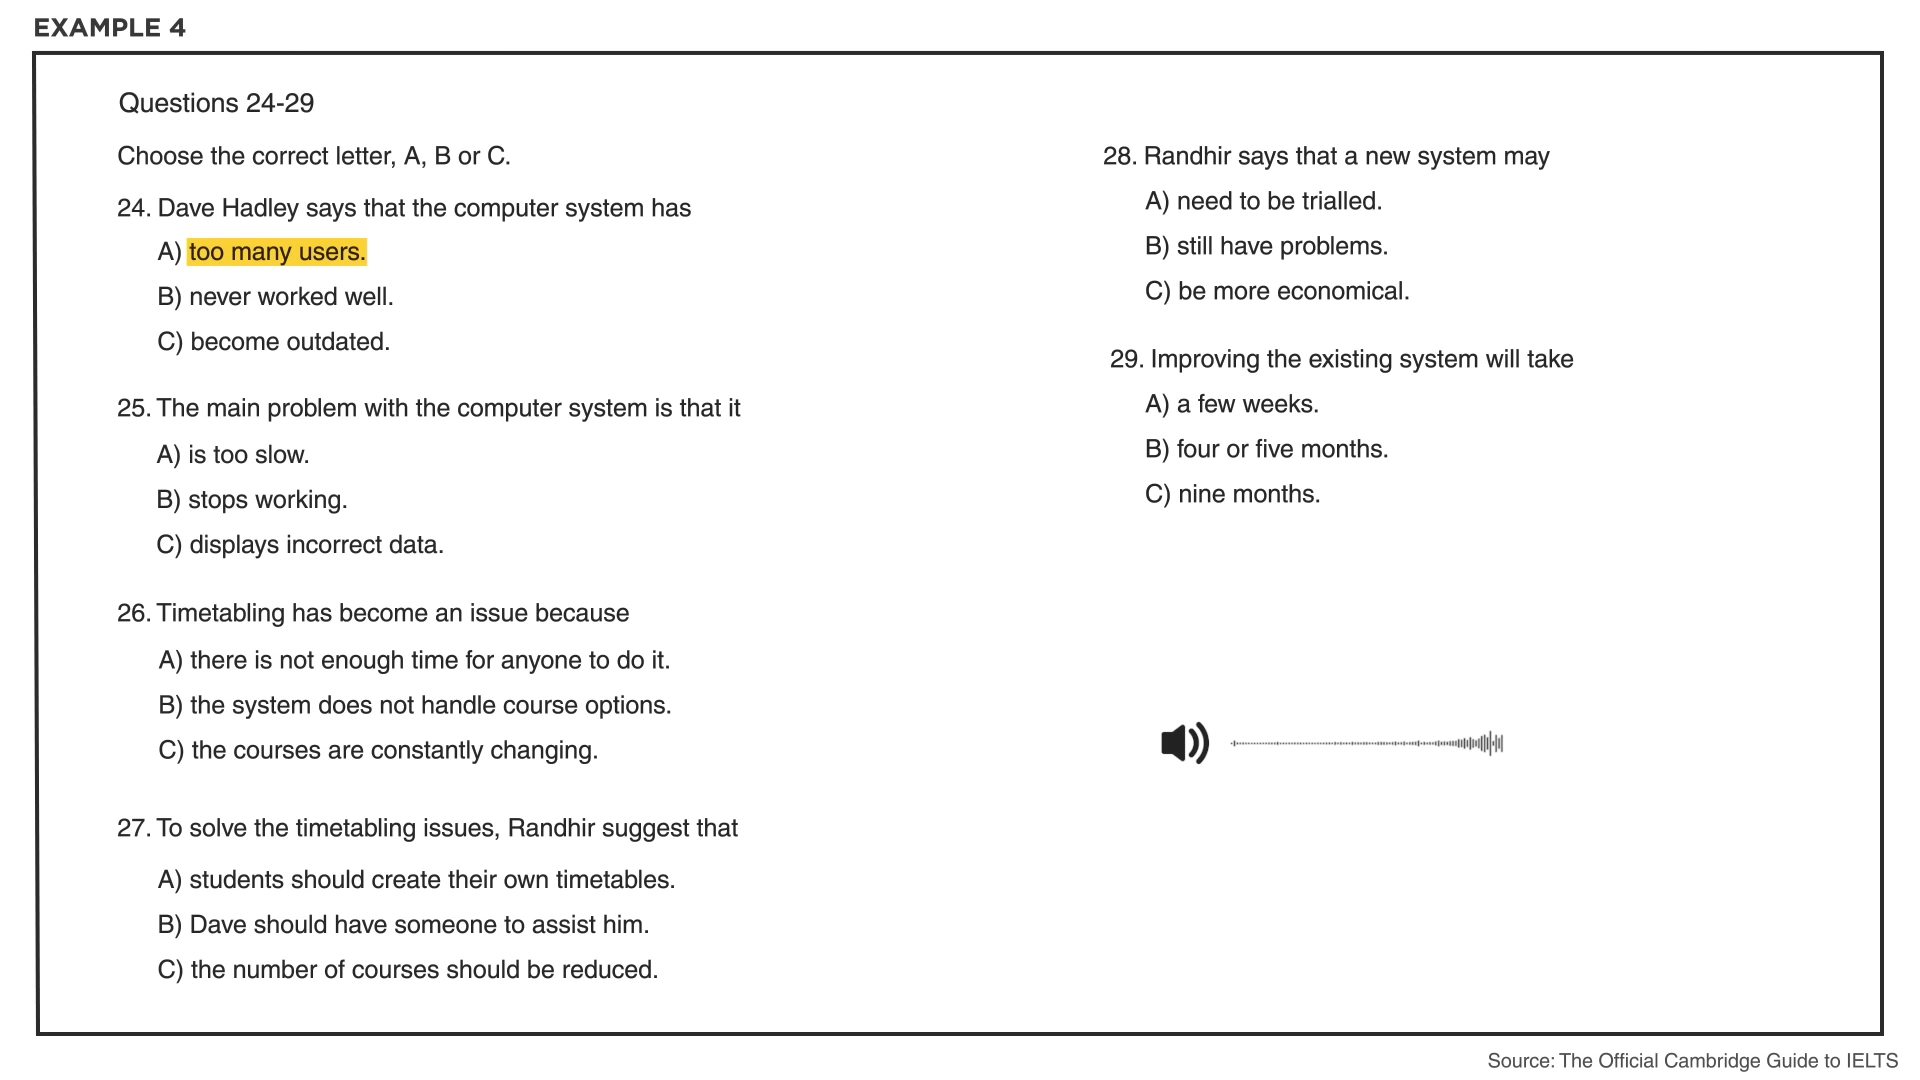 EXAMPLE 4
Questions 24-29
Choose the correct letter, A, B or C.
24. Dave Hadley says that the computer system has
A) too many users.
B) never worked well.
C) become outdated.
25. The main problem with the computer system is that it
A) is too slow.
B) stops working.
C) displays incorrect data.
26. Timetabling has become an issue because
A) there is not enough time for anyone to do it.
B) the system does not handle course options.
C) the courses are constantly changing.
27. To solve the timetabling issues, Randhir suggest that
A) students should create their own timetables.
B) Dave should have someone to assist him.
C) the number of courses should be reduced.
28. Randhir says that a new system may
A) need to be trialled.
B) still have problems.
C) be more economical.
29. Improving the existing system will take
A) a few weeks.
B) four or five months.
C) nine months.
Source: The Official Cambridge Guide to IELTS